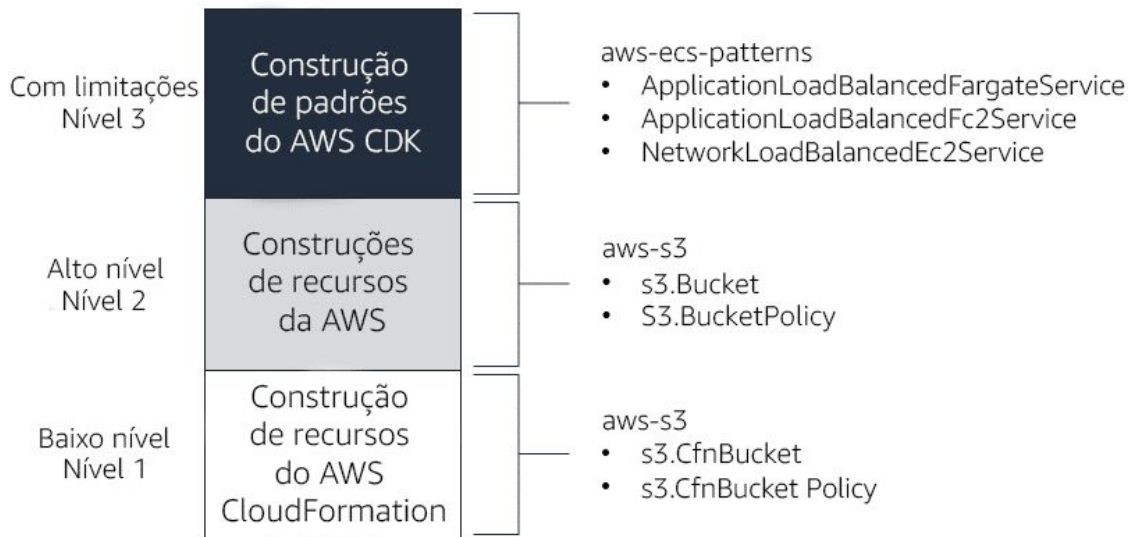 Com limitações
Nível 3
Construção
de padrões
do AWS CDK
aws-ecs-patterns
• ApplicationLoadBalancedFargateService
• ApplicationLoadBalancedFc2Service
• NetworkLoadBalancedEc2Service
Alto nível
Nível 2
Construções
de recursos
da AWS
aws-s3
• s3.Bucket
• S3.BucketPolicy
Baixo nível
Nível 1
Construção
de recursos
do AWS
CloudFormation
aws-s3
• s3.CfnBucket
• s3.CfnBucket Policy